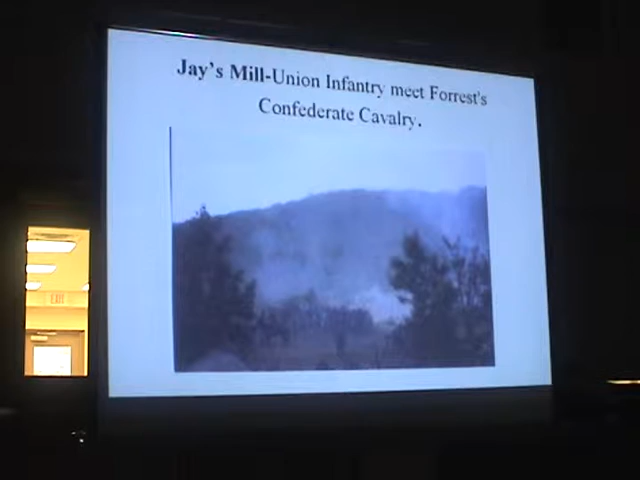 Jay's Mill-Union Infantry meet Forrest's
Confederate Cavalry.
EXIT